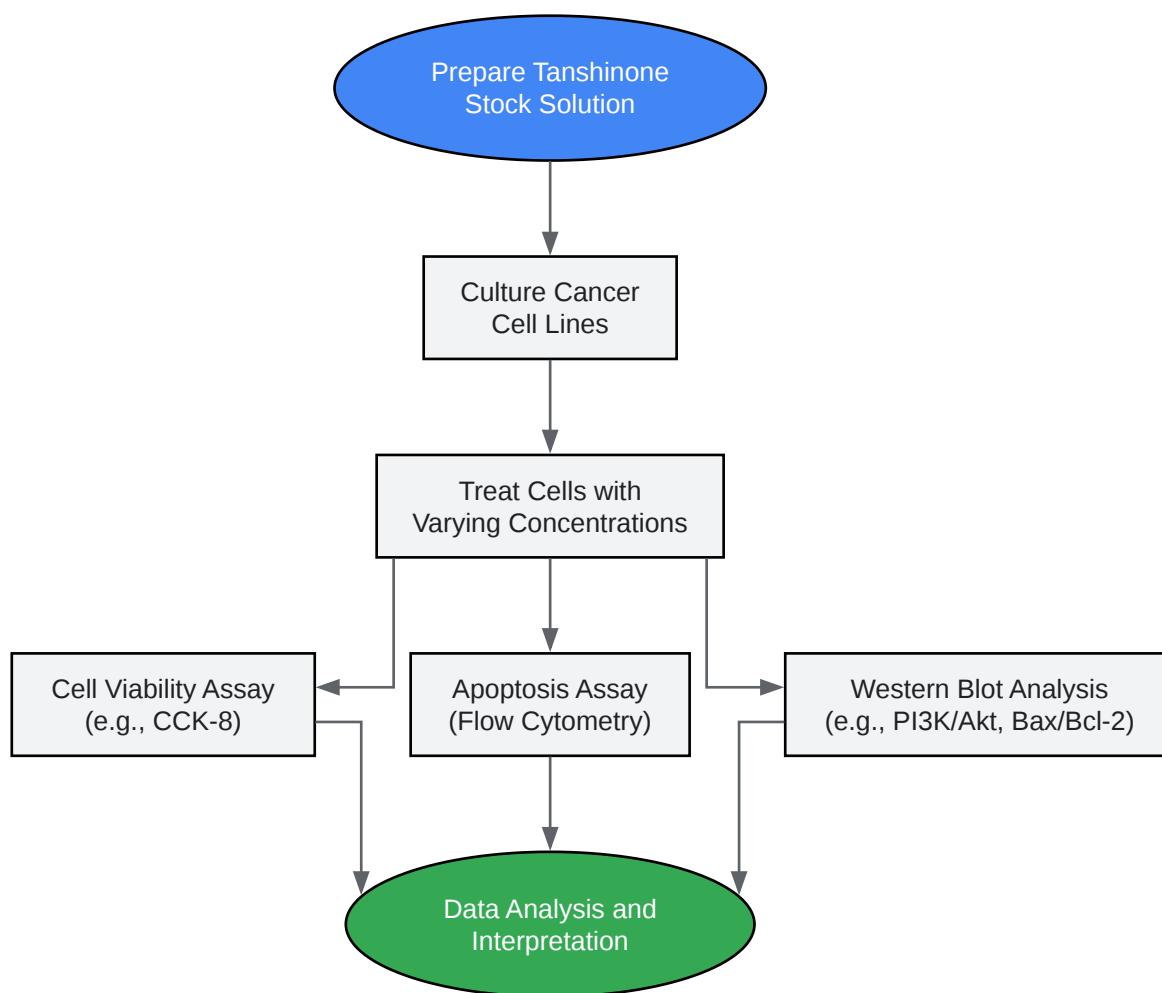 Prepare Tanshinone
Stock Solution
Culture Cancer
Cell Lines
Treat Cells with
Varying Concentrations
Cell Viability Assay
(e.g., CCK-8)
Apoptosis Assay
(Flow Cytometry)
Western Blot Analysis
(e.g., PI3K/Akt, Bax/Bcl-2)
Data Analysis and
Interpretation